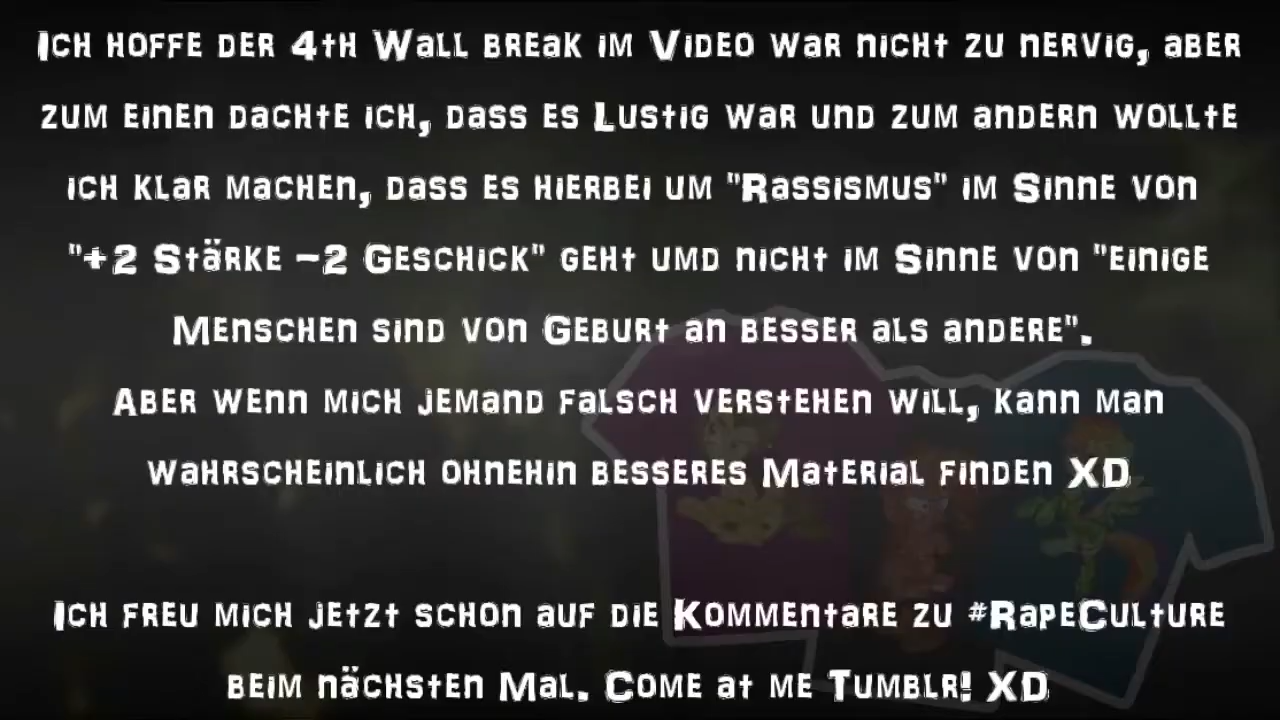 Ich hoffe der 4th Wall break im Video war nicht zu nervig, aber
zum einen dachte ich, dass es Lustig war und zum andern wollte
ich klar machen, dass es hierbei um "Rassismus" im Sinne von
"+2 Stärke -2 Geschick" geht umd nicht im Sinne von "einige
Menschen sind von Geburt an besser als andere".
Aber wenn mich jemand falsch verstehen will, kann man
wahrscheinlich ohnehin besseres Material finden XD
Ich freu mich jetzt schon auf die Kommentare zu #RapeCulture
beim nächsten Mal. Come at me Tumblr! XD